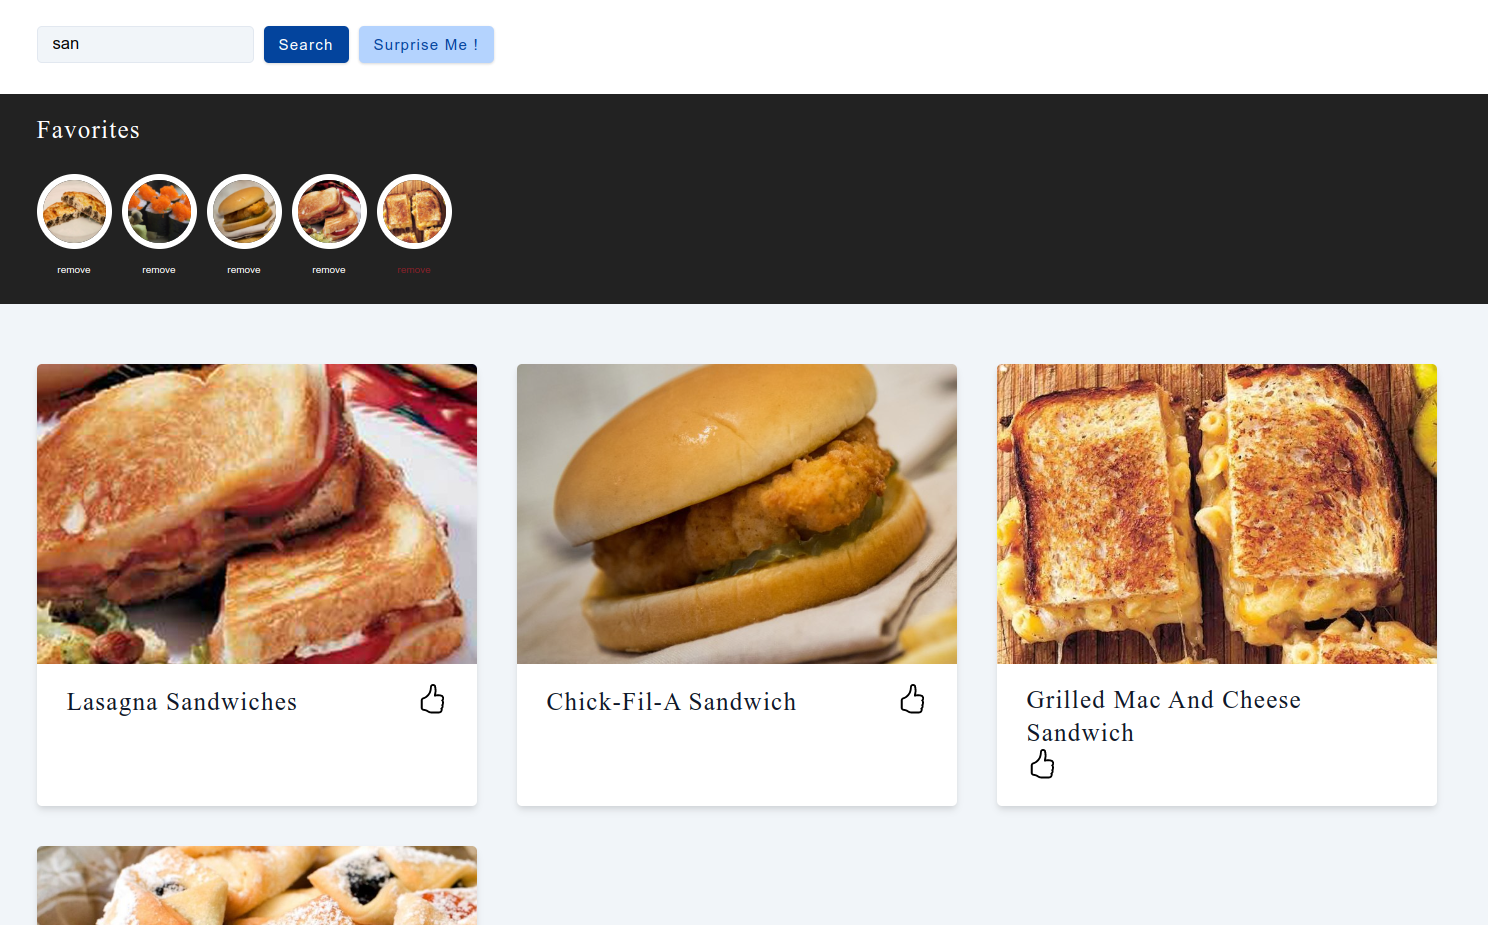 san
Search
Surprise Me !
Favorites
remove
remove
remove
remove
remove
Lasagna Sandwiches
Chick-Fil-A Sandwich
Grilled Mac And Cheese
Sandwich